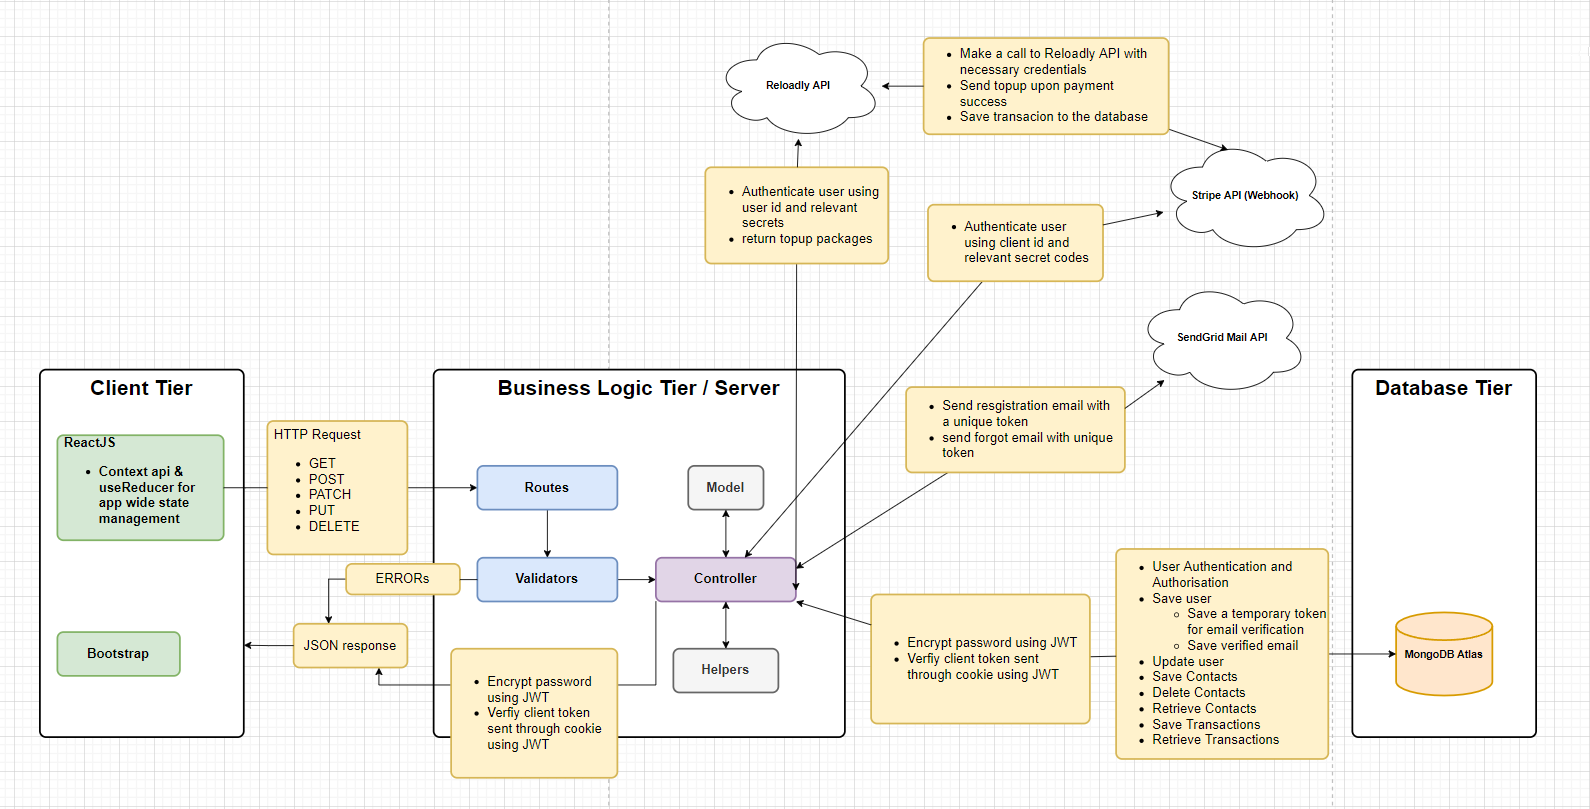 Reloadly API
Make a call to Reloadly API with
necessary credentials
Send topup upon payment
success
Save transacion to the database
Authenticate user using
user id and relevant
secrets
return topup packages
Stripe API (Webhook)
Authenticate user
using client id and
relevant secret codes
SendGrid Mail API
Send resgistration email with
a unique token
send forgot email with unique
token
Client Tier
ReactJS
Context api &
useReducer for
app wide state
management
Bootstrap
HTTP Request
GET
POST
PATCH
PUT
DELETE
ERRORs
JSON response
Business Logic Tier / Server
Routes
Model
Validators
Controller
Helpers
Encrypt password
using JWT
Verfiy client token
sent through cookie
using JWT
Encrypt password using JWT
Verfiy client token sent
through cookie using JWT
User Authentication and
Authorisation
Save user
Save a temporary token
for email verification
Save verified email
Update user
Save Contacts
Delete Contacts
Retrieve Contacts
Save Transactions
Retrieve Transactions
Database Tier
MongoDB Atlas